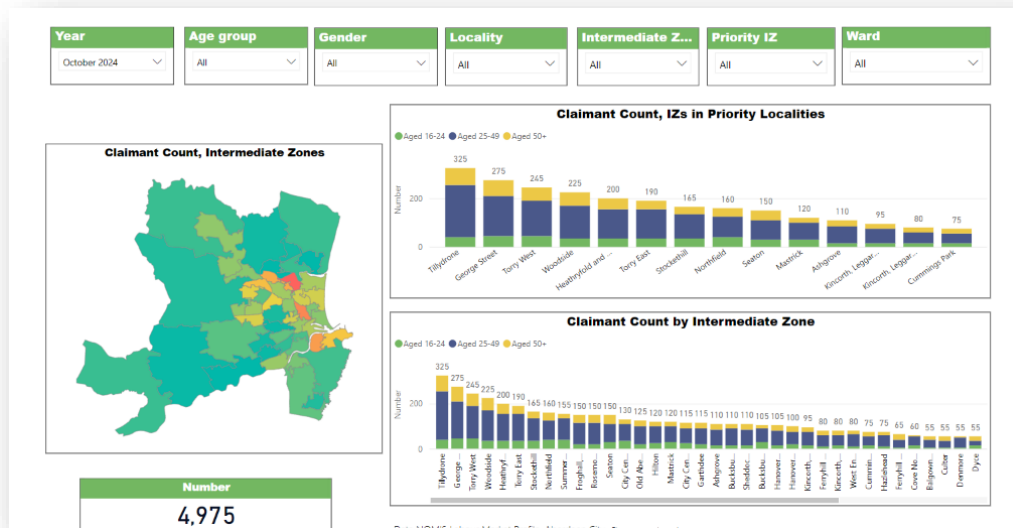 Year Age group Gender Locality Intermediate Z... Priority IZ Ward
October 2024 All All All All All All
Claimant Count, IZs in Priority Localities
Aged 16-24 Aged 25-49 Aged 50+
325 275 245 225 200 190 165 160 150 120 110 95 80 75
Number
200
0
Tillydrone George Street Torry West Woodside Heathryfold and ... Torry East Stockethill Northfield Seaton Mastrick Ashgrove Kincorth, Leggar... Kincorth, Leggar... Cummings Park
Claimant Count, Intermediate Zones
Claimant Count by Intermediate Zone
Aged 16-24 Aged 25-49 Aged 50+
325 275 245 225 200 190 165 160 155 150 150 150 130 125 120 120 115 115 110 110 110 105 105 100 95 80 80 80 75 75 65 60 55 55 55 55
Number
200
0
Tillydrone George ... Torry West Woodside Heathryf... Torry East Stockethill Northfield Summer... Froghall,... Rosemo... Seaton City Cen... Old Abe... Hilton Mastrick City Cen... Garthdee Ashgrove Bucksbu... Sheddoc... Bucksbu... Hanover... Hanover... Kincorth,... Ferryhill Kincorth,... West En... Cummin... Hazlehead Ferryhill ... Cove No... Balgown... Culter Denmore Dyce
Number
4,975